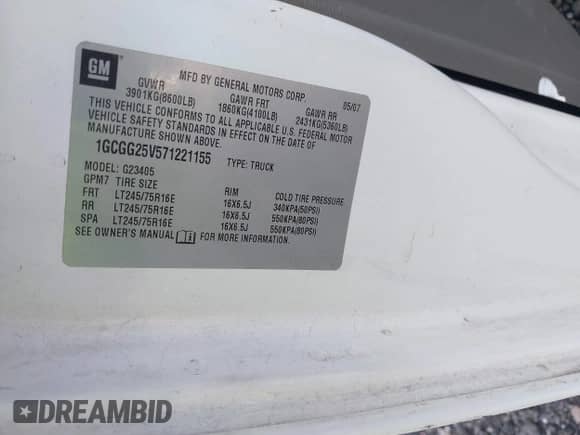 GM
MFD BY GENERAL MOTORS CORP. 05/07
GVWR GAWR FRT GAWR RR
3901KG(8600LB) 1860KG(4100LB) 2431KG(5360LB)
THIS VEHICLE CONFORMS TO ALL APPLICABLE U.S. FEDERAL MOTOR
VEHICLE SAFETY STANDARDS IN EFFECT ON THE DATE OF
MANUFACTURE SHOWN ABOVE.
1GCGG25V571221155 TYPE: TRUCK
MODEL: G23405
GPM7 TIRE SIZE RIM COLD TIRE PRESSURE
FRT LT245/75R16E 16X6.5J 340KPA(50PSI)
RR LT245/75R16E 16X6.5J 550KPA(80PSI)
SPA LT245/75R16E 16X6.5J 550KPA(80PSI)
SEE OWNER'S MANUAL FOR MORE INFORMATION.
DREAMBID